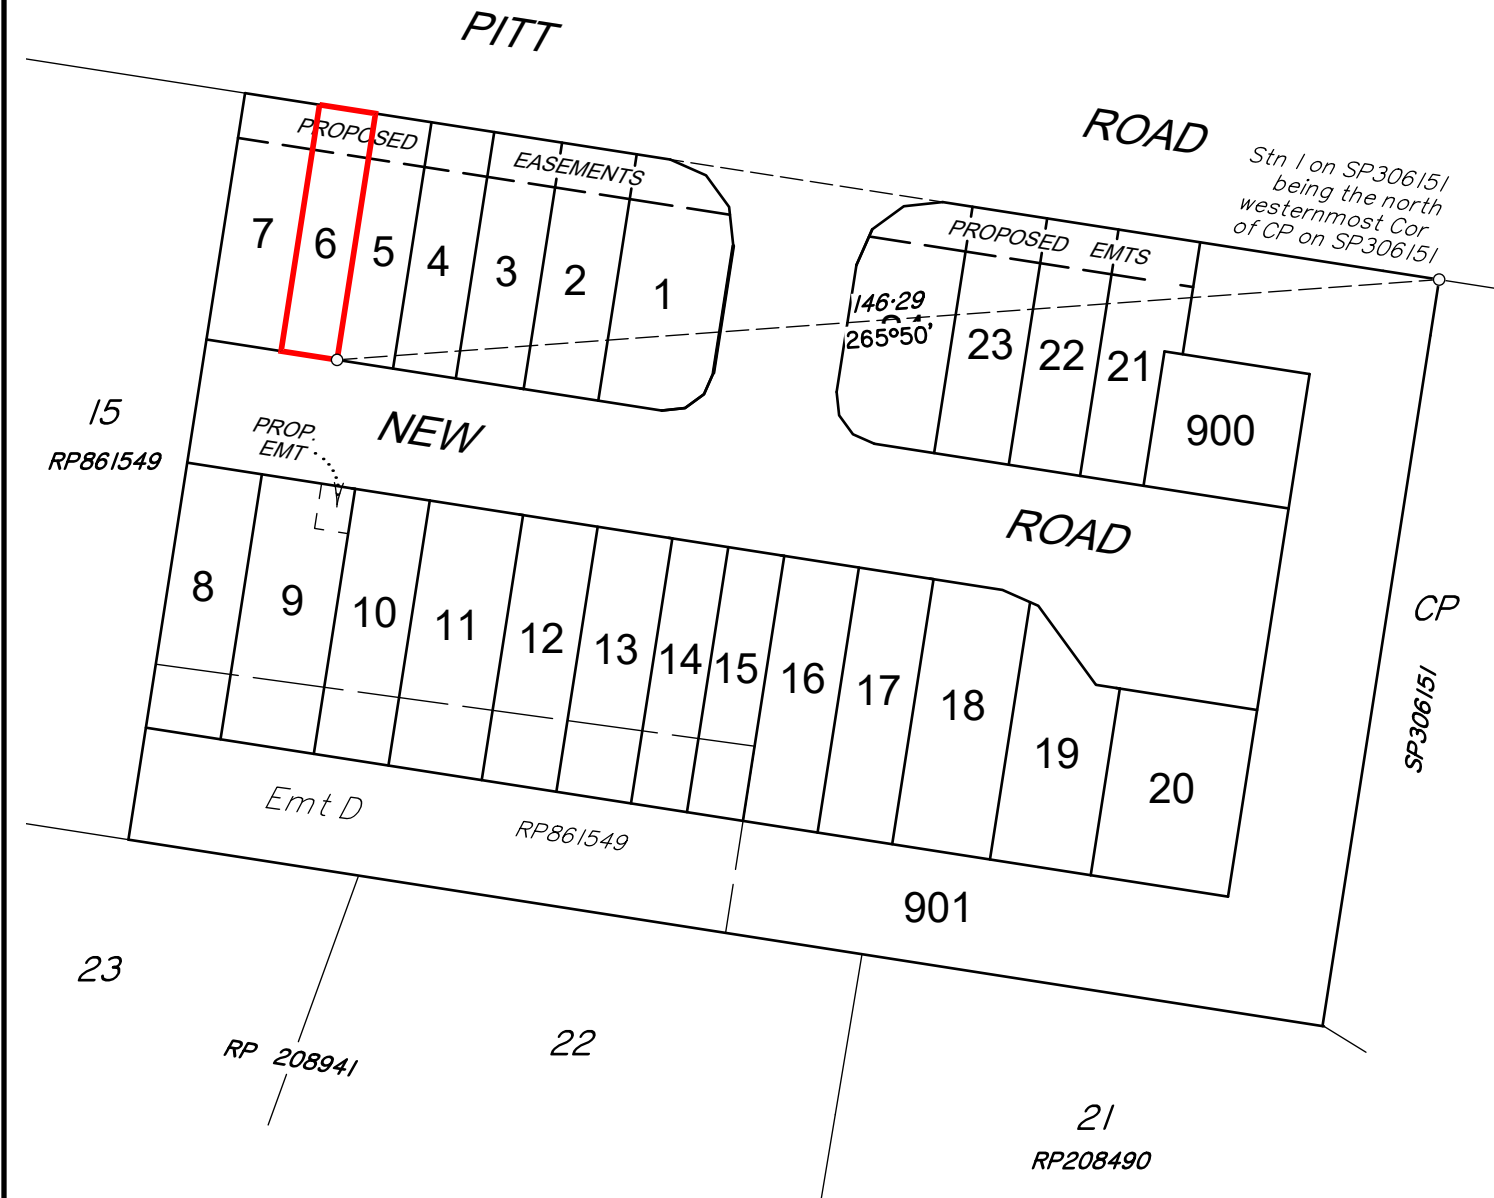 PITT
ROAD
Stn 1 on SP306151
being the north
westernmost Cor
of CP on SP306151
PROPOSED
EASEMENTS
PROPOSED EMTS
7
6
5
4
3
2
1
146·29
265°50'
23
22
21
900
15
RP861549
PROP.
EMT
NEW
ROAD
8
9
10
11
12
13
14
15
16
17
18
19
20
CP
SP306151
Emt D
RP861549
901
23
22
RP 208941
21
RP208490